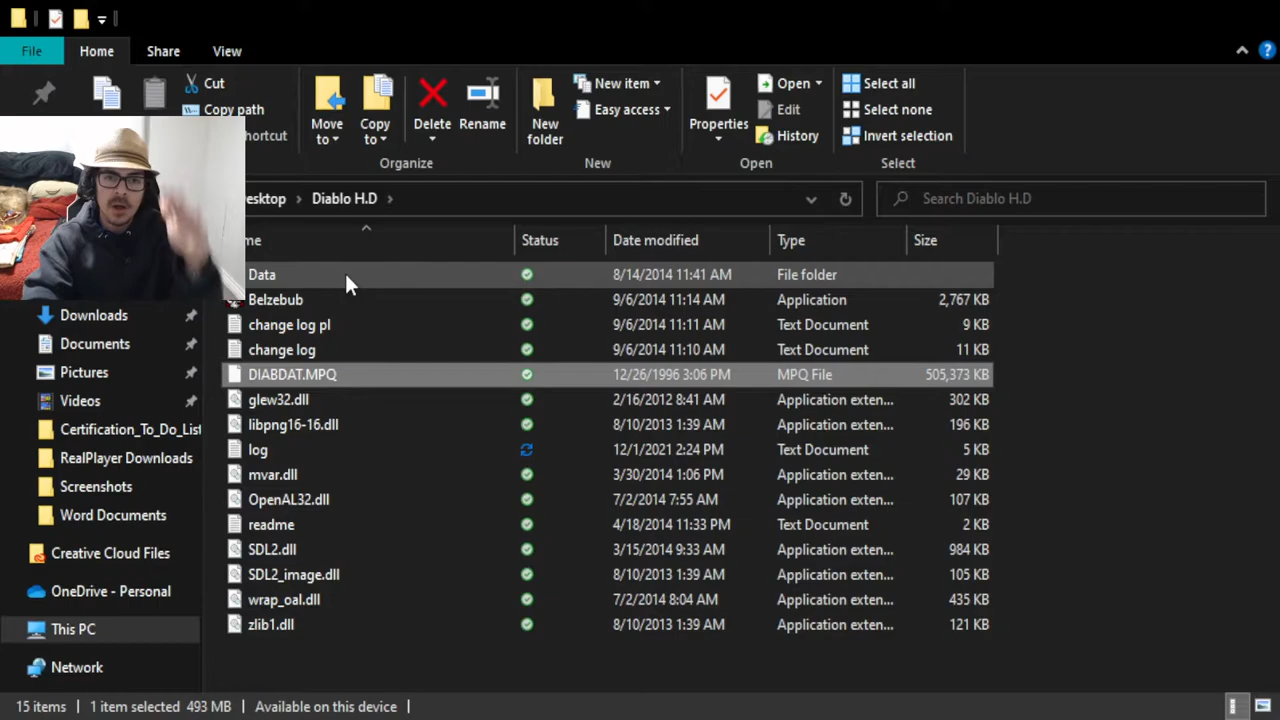 File Home Share View
Cut
Copy path
hortcut
Move to
Copy to
Delete
Rename
New folder
New item
Easy access
Properties
Open
Edit
History
Select all
Select none
Invert selection
Organize New Open Select
esktop > Diablo H.D >
Search Diablo H.D
me Status Date modified Type Size
Data 8/14/2014 11:41 AM File folder
Belzebub 9/6/2014 11:14 AM Application 2,767 KB
change log pl 9/6/2014 11:11 AM Text Document 9 KB
change log 9/6/2014 11:10 AM Text Document 11 KB
DIABDAT.MPQ 12/26/1996 3:06 PM MPQ File 505,373 KB
glew32.dll 2/16/2012 8:41 AM Application exten... 302 KB
libpng16-16.dll 8/10/2013 1:39 AM Application exten... 196 KB
log 12/1/2021 2:24 PM Text Document 5 KB
mvar.dll 3/30/2014 1:06 PM Application exten... 29 KB
OpenAL32.dll 7/2/2014 7:55 AM Application exten... 107 KB
readme 4/18/2014 11:33 PM Text Document 2 KB
SDL2.dll 3/15/2014 9:33 AM Application exten... 984 KB
SDL2_image.dll 8/10/2013 1:39 AM Application exten... 105 KB
wrap_oal.dll 7/2/2014 8:04 AM Application exten... 435 KB
zlib1.dll 8/10/2013 1:39 AM Application exten... 121 KB
Downloads
Documents
Pictures
Videos
Certification_To_Do_List
RealPlayer Downloads
Screenshots
Word Documents
Creative Cloud Files
OneDrive - Personal
This PC
Network
15 items 1 item selected 493 MB Available on this device